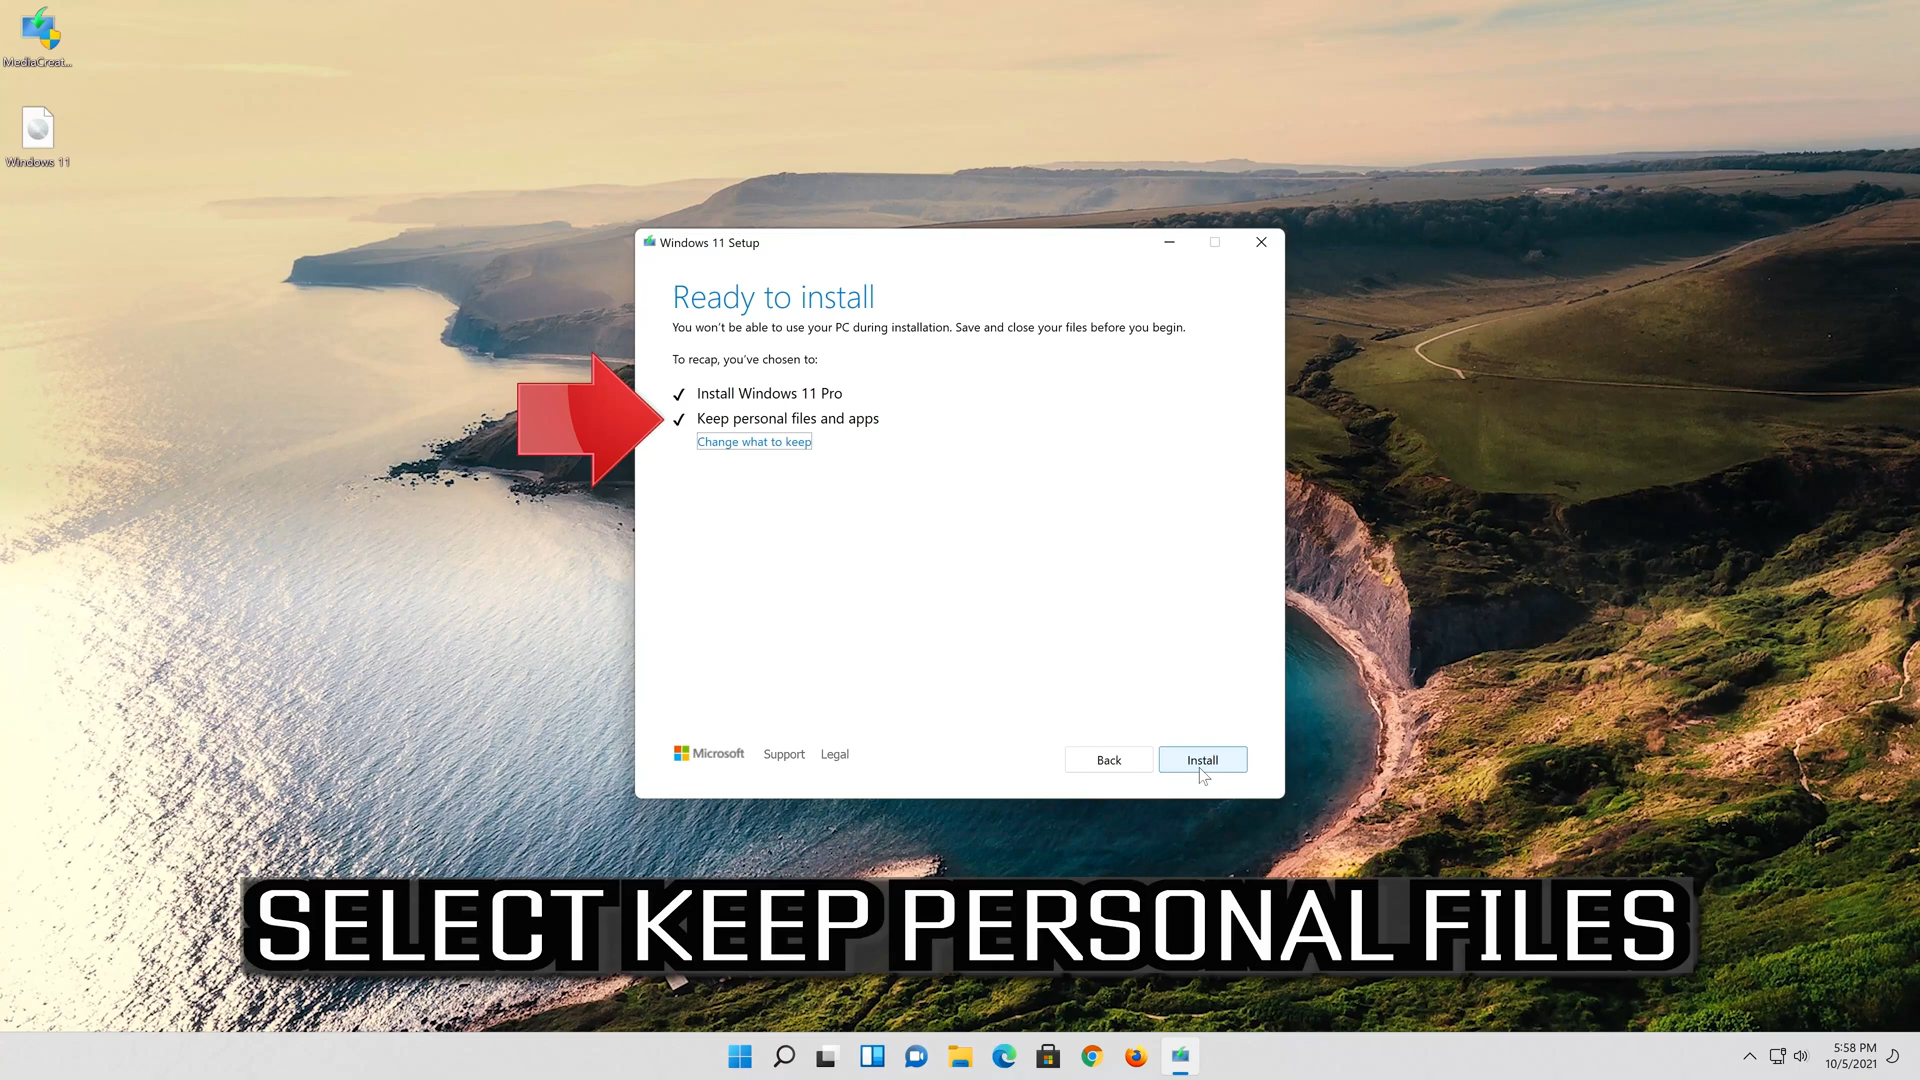 MediaCreat...
Windows 11
Windows 11 Setup
Ready to install
You won't be able to use your PC during installation. Save and close your files before you begin.
To recap, you've chosen to:
Install Windows 11 Pro
Keep personal files and apps
Change what to keep
Microsoft Support Legal
Back Install
SELECT KEEP PERSONAL FILES
5:58 PM
10/5/2021